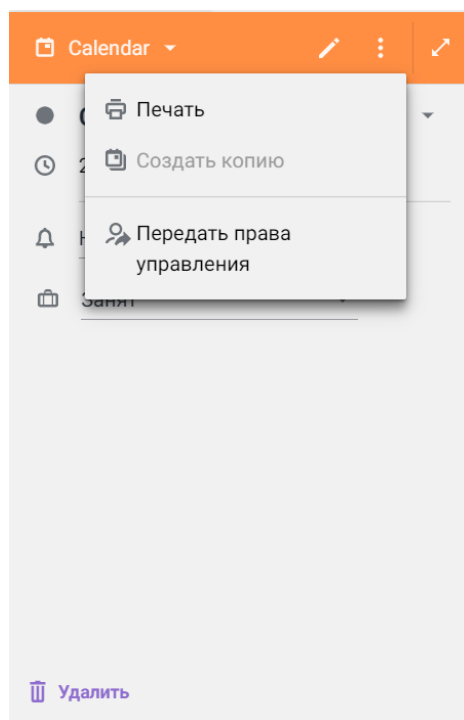 Calendar
Печать
Создать копию
Передать права
управления
Занят
Удалить